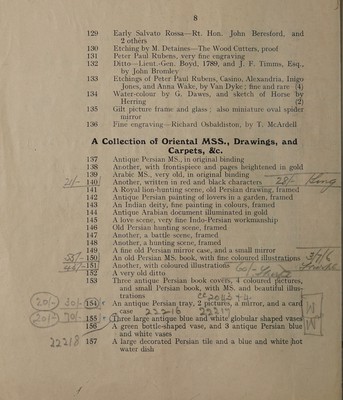 8
129 Early Salvato Rossa—Rt. Hon. John Beresford, and
2 others
130 Etching by M. Detaines—The Wood Cutters, proof
131 Peter Paul Rubens, very fine engraving
132 Ditto—Lieut.-Gen. Boyd, 1789, and J. F. Timms, Esq.,
by John Bromley
133 Etchings of Peter Paul Rubens, Casino, Alexandria, Inigo
Jones, and Anna Wake, by Van Dyke; fine and rare (4)
134 Water-colour by G. Dawes, and sketch of Horse by
Herring (2)
135 Gilt picture frame and glass; also miniature oval spider
mirror
136 Fine engraving—Richard Osbaldiston, by T. McArdell
A Collection of Oriental MSS., Drawings, and
Carpets, &c.
137 Antique Persian MS., in original binding
138 Another, with frontispiece and pages heightened in gold
139 Arabic MS., very old, in original binding
21/- 140 Another, written in red and black characters
141 A Royal lion-hunting scene, old Persian drawing, framed
142 Antique Persian painting of lovers in a garden, framed
143 An Indian deity, fine painting in colours, framed
144 Antique Arabian document illuminated in gold
145 A love scene, very fine Indo-Persian workmanship
146 Old Persian hunting scene, framed
147 Another, a battle scene, framed
148 Another, a hunting scene, framed
149 A fine old Persian mirror case, and a small mirror
150 An old Persian MS. book, with fine coloured illustrations
151 Another, with coloured illustrations 60/-
152 A very old ditto
153 Three antique Persian book covers, 4 coloured pictures,
and small Persian book, with MS. and beautiful illus-
trations
20/- 30/- 154 An antique Persian tray, 2 pictures, a mirror, and a card
case 22216 22217
20/- 70/- 155 Three large antique blue and white globular shaped vases
156 A green bottle-shaped vase, and 3 antique Persian blue
and white vases
22218 157 A large decorated Persian tile and a blue and white hot
water dish